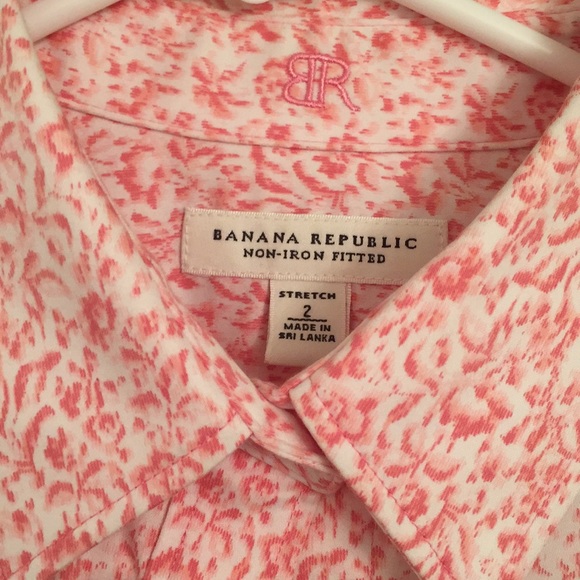 BR
BANANA REPUBLIC
NON-IRON FITTED
STRETCH
2
MADE IN
SRI LANKA